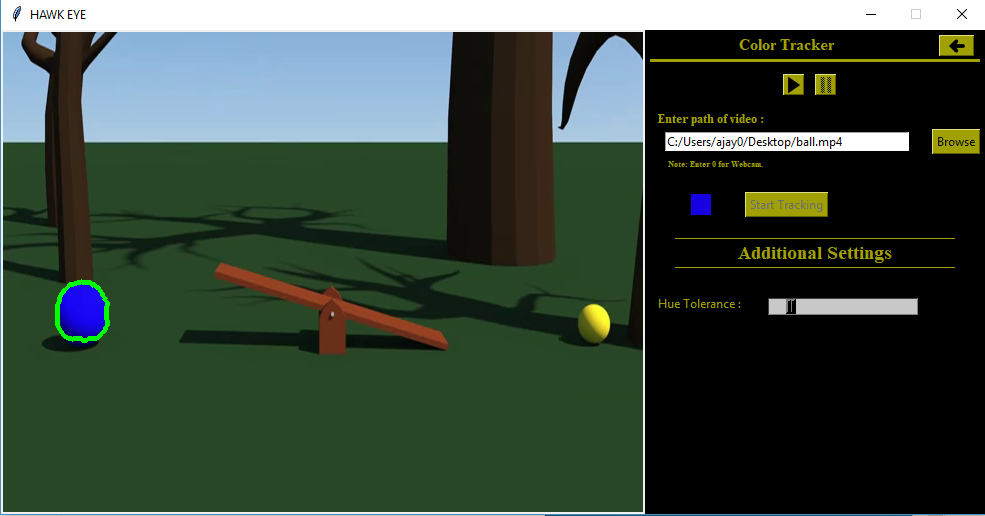 HAWK EYE
Color Tracker
Enter path of video :
C:/Users/ajay0/Desktop/ball.mp4
Browse
Note: Enter 0 for Webcam.
Start Tracking
Additional Settings
Hue Tolerance :